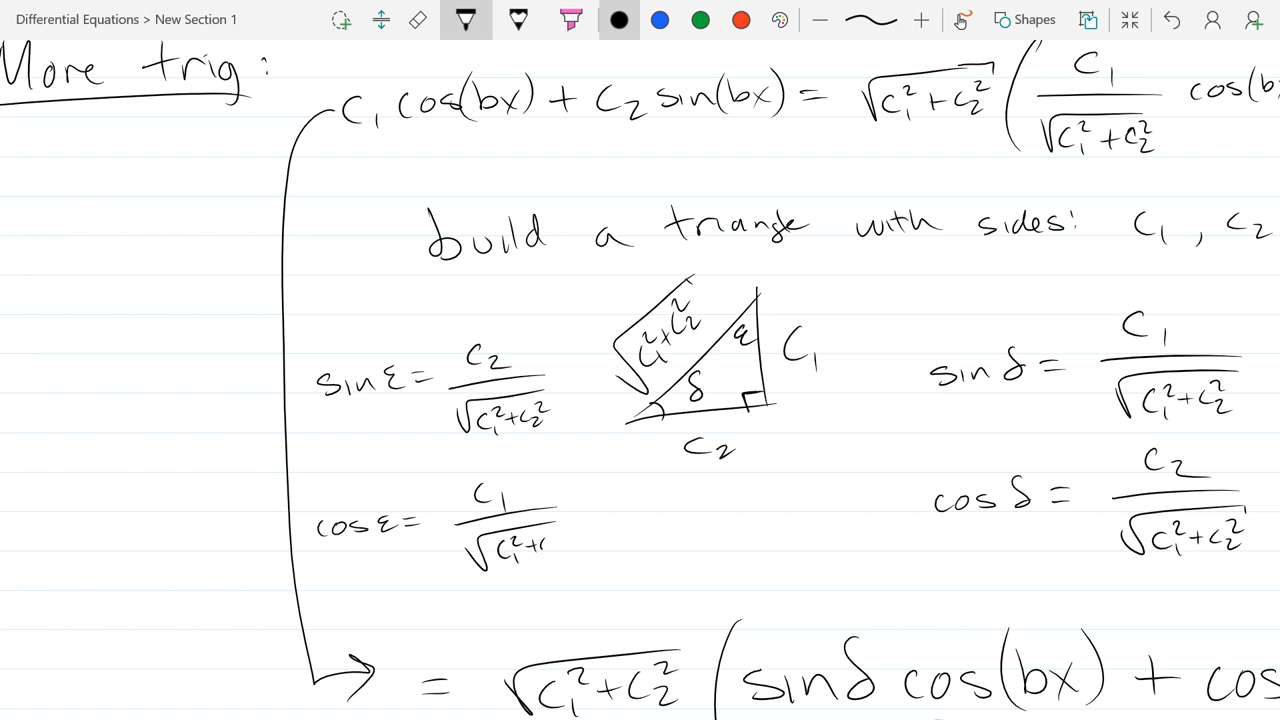 Differential Equations > New Section 1
Shapes
More trig:
C₁ cos(bx) + C₂ sin(bx) = √(C₁²+C₂²) ( C₁/√(C₁²+C₂²) cos(b
build a triangle with sides: C₁, C₂
√(C₁²+C₂²)
ε
C₁
δ
C₂
sin ε = C₂/√(C₁²+C₂²)
sin δ = C₁/√(C₁²+C₂²)
cos ε = C₁/√(C₁²+C
cos δ = C₂/√(C₁²+C₂²)
= √(C₁²+C₂²) ( sin δ cos(bx) + cos